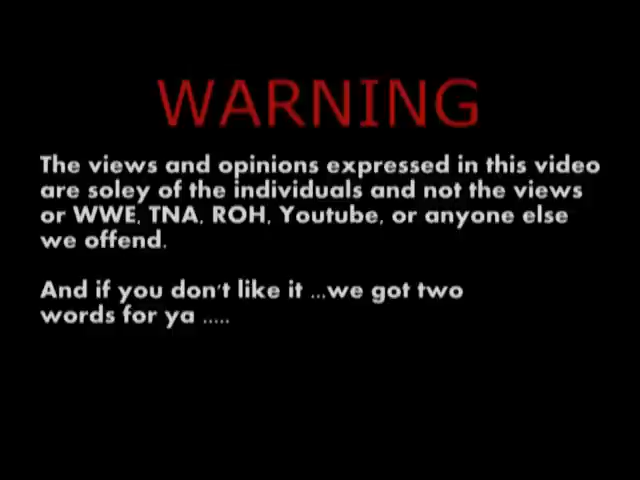 WARNING
The views and opinions expressed in this video
are soley of the individuals and not the views
or WWE, TNA, ROH, Youtube, or anyone else
we offend.
And if you don't like it ...we got two
words for ya .....